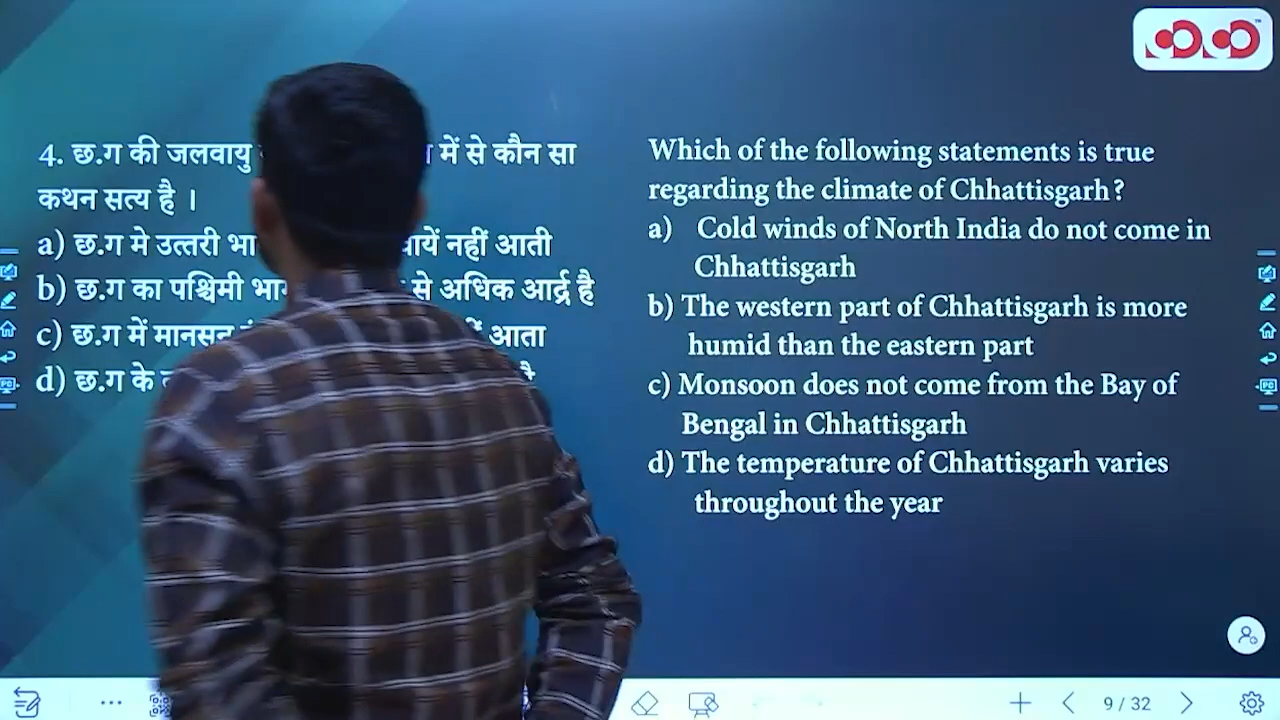 4. छ.ग की जलवायु में से कौन सा
कथन सत्य है ।
a) छ.ग मे उत्तरी नहीं आती
b) छ.ग का पश्चिमी से अधिक आर्द्र है
c) छ.ग में आता
d) छ.ग के
Which of the following statements is true
regarding the climate of Chhattisgarh?
a) Cold winds of North India do not come in
Chhattisgarh
b) The western part of Chhattisgarh is more
humid than the eastern part
c) Monsoon does not come from the Bay of
Bengal in Chhattisgarh
d) The temperature of Chhattisgarh varies
throughout the year
9 / 32